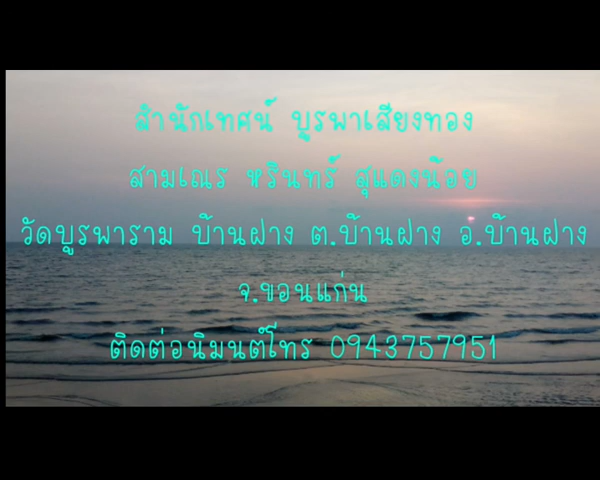 สำนักเทศน์ บูรพาเสียงทอง
สามเณร หรินทร์ สุแดงน้อย
วัดบูรพาราม บ้านฝาง ต.บ้านฝาง อ.บ้านฝาง
จ.ขอนแก่น
ติดต่อนิมนต์โทร 0943757951